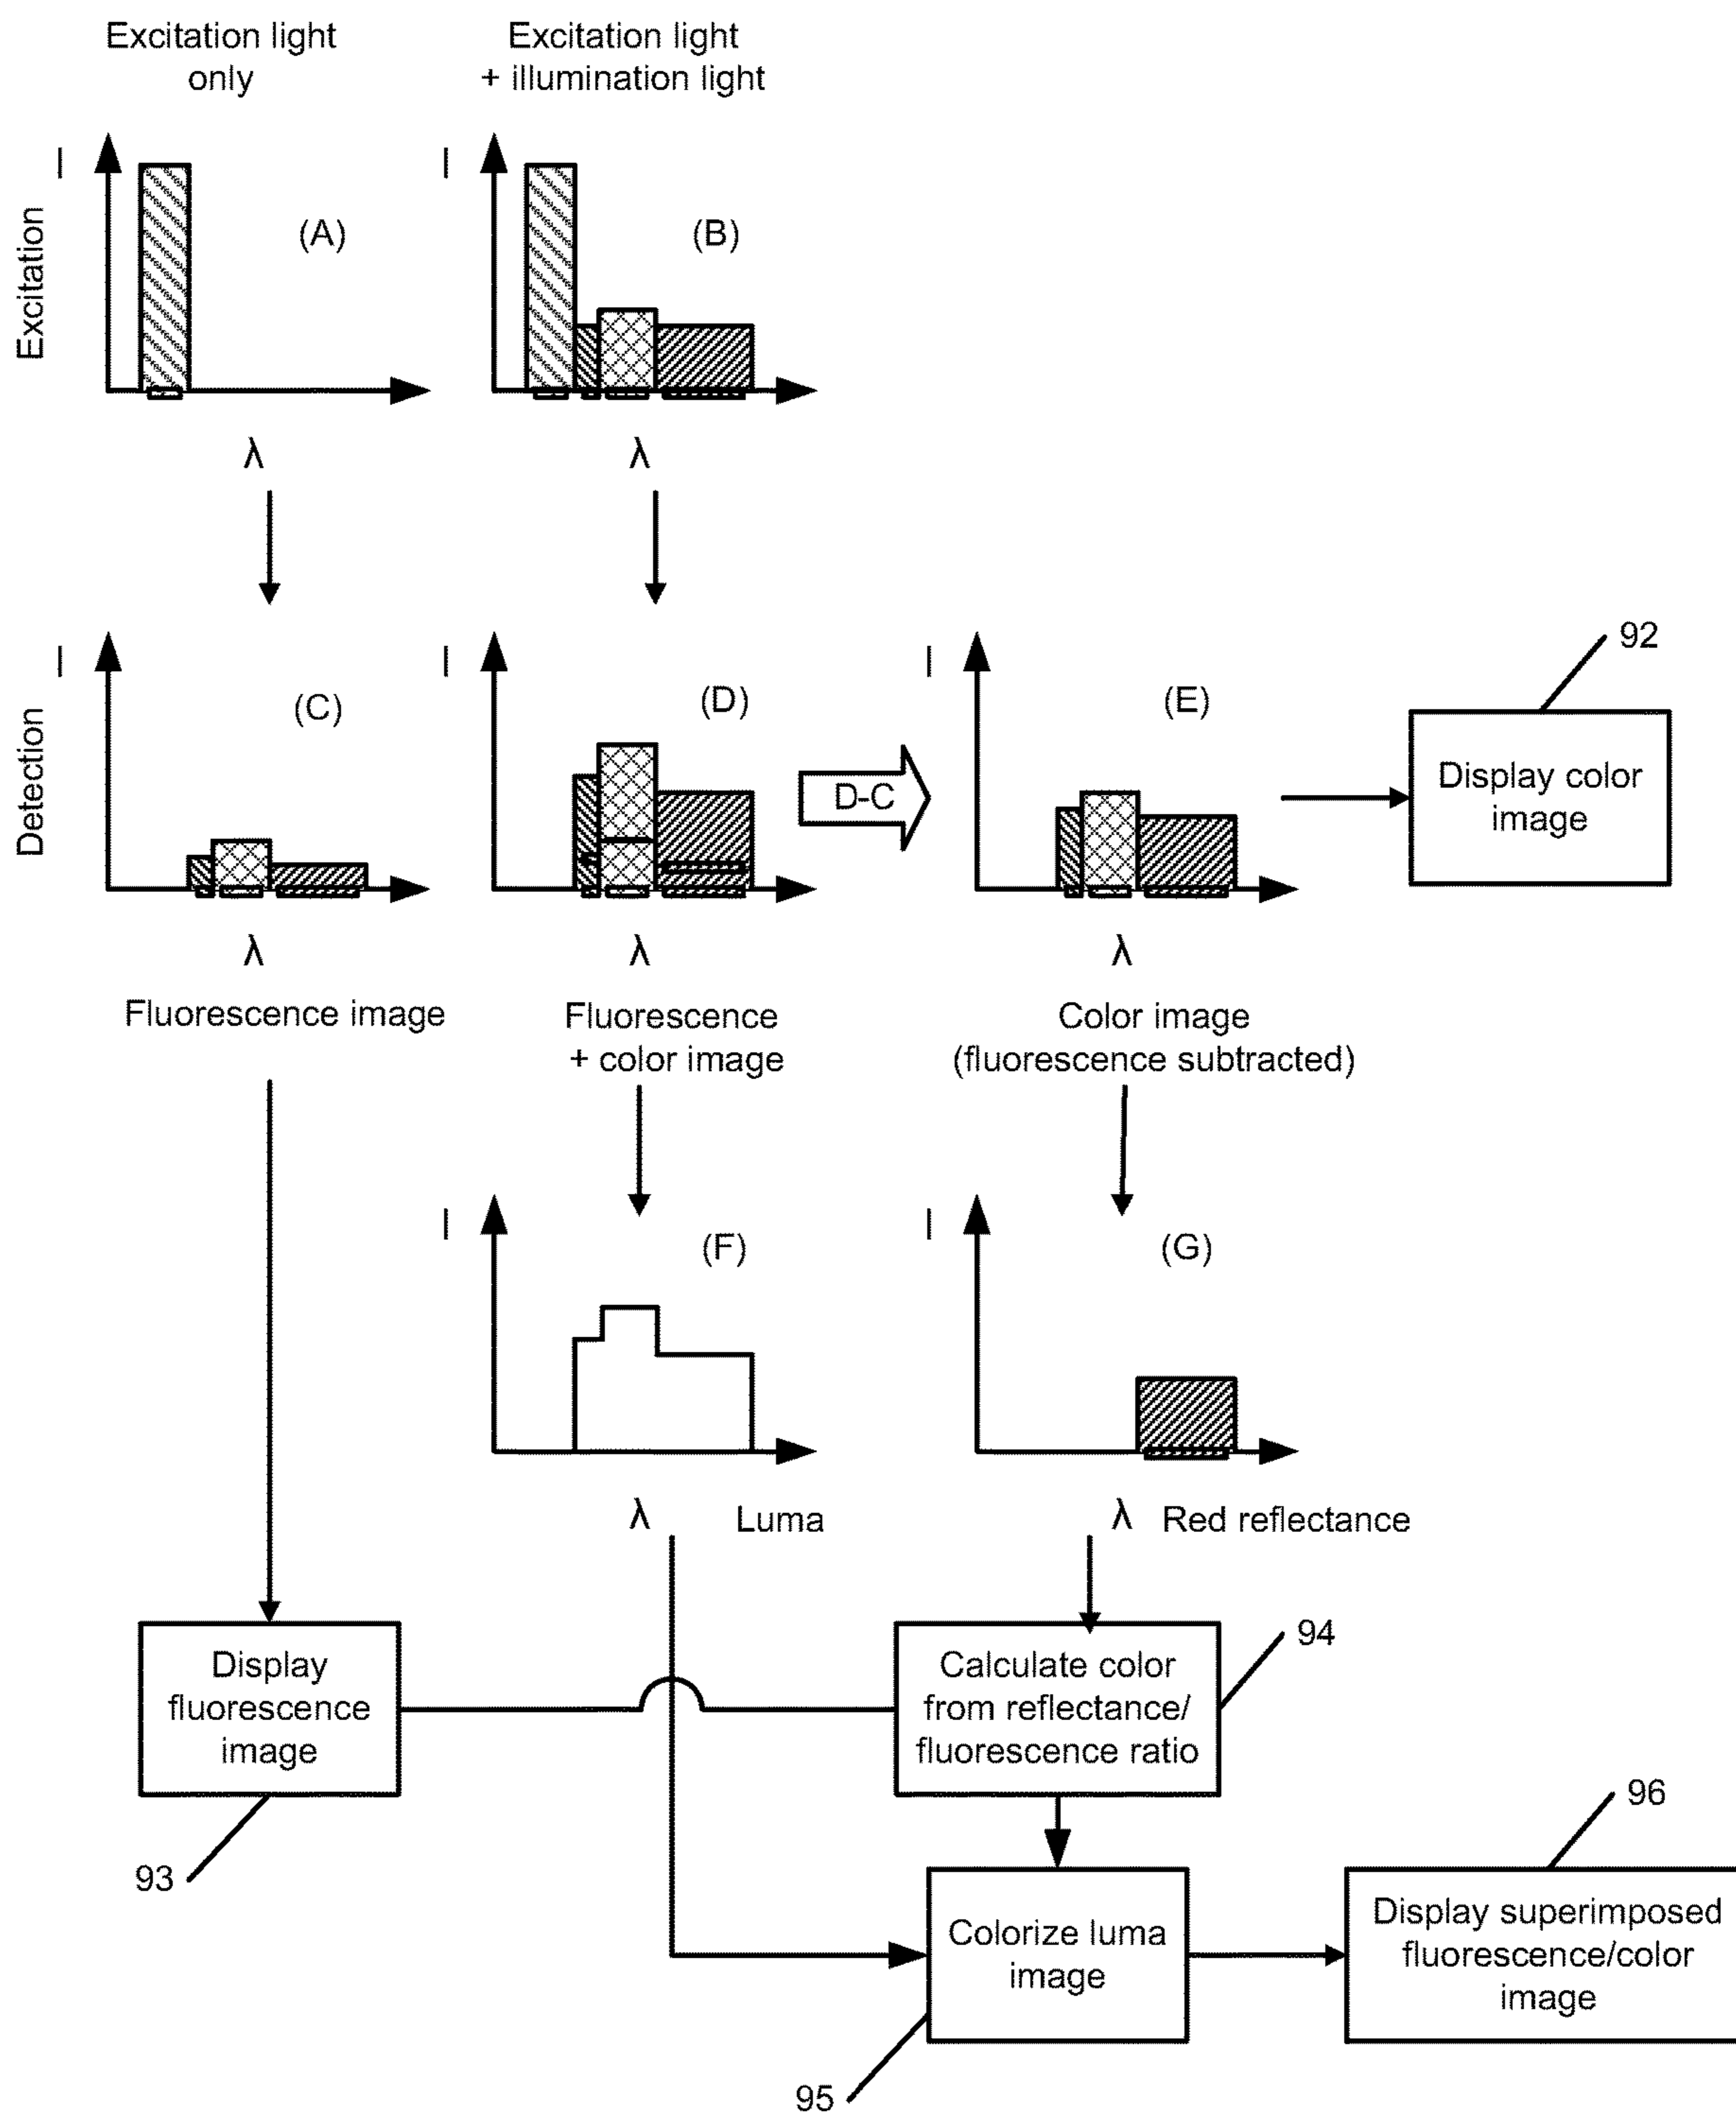 Excitation light
only
Excitation light
+ illumination light
Excitation
I
(A)
λ
I
(B)
λ
Detection
I
(C)
λ
I
(D)
λ
D-C
I
(E)
λ
92
Display color
image
Fluorescence image
Fluorescence
+ color image
Color image
(fluorescence subtracted)
I
(F)
λ
Luma
I
(G)
λ
Red reflectance
Display
fluorescence
image
93
Calculate color
from reflectance/
fluorescence ratio
94
Colorize luma
image
95
Display superimposed
fluorescence/color
image
96